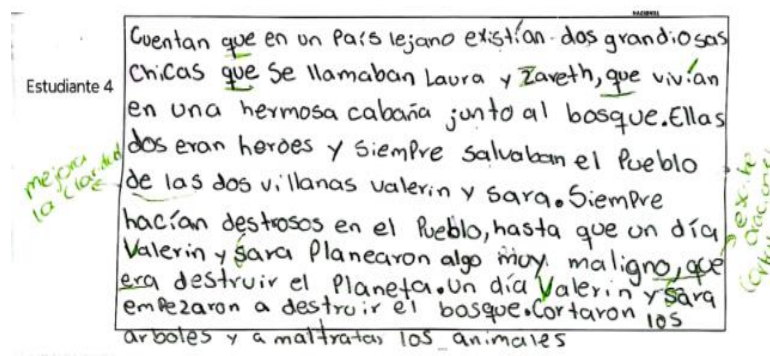 NACIONAL
Estudiante 4
Cuentan que en un País lejano existían dos grandiosas
chicas que se llamaban Laura y Zareth, que vivían
en una hermosa cabaña junto al bosque. Ellas
dos eran heroes y siempre salvaban el Pueblo
de las dos villanas valerin y sara. Siempre
hacían destrosos en el Pueblo, hasta que un día
Valerin y Sara Planearon algo muy maligno, que
era destruir el Planeta. Un día Valerin y Sara
empezaron a destruir el bosque. Cortaron los
arboles y a maltratar los animales
mejora
la claridad